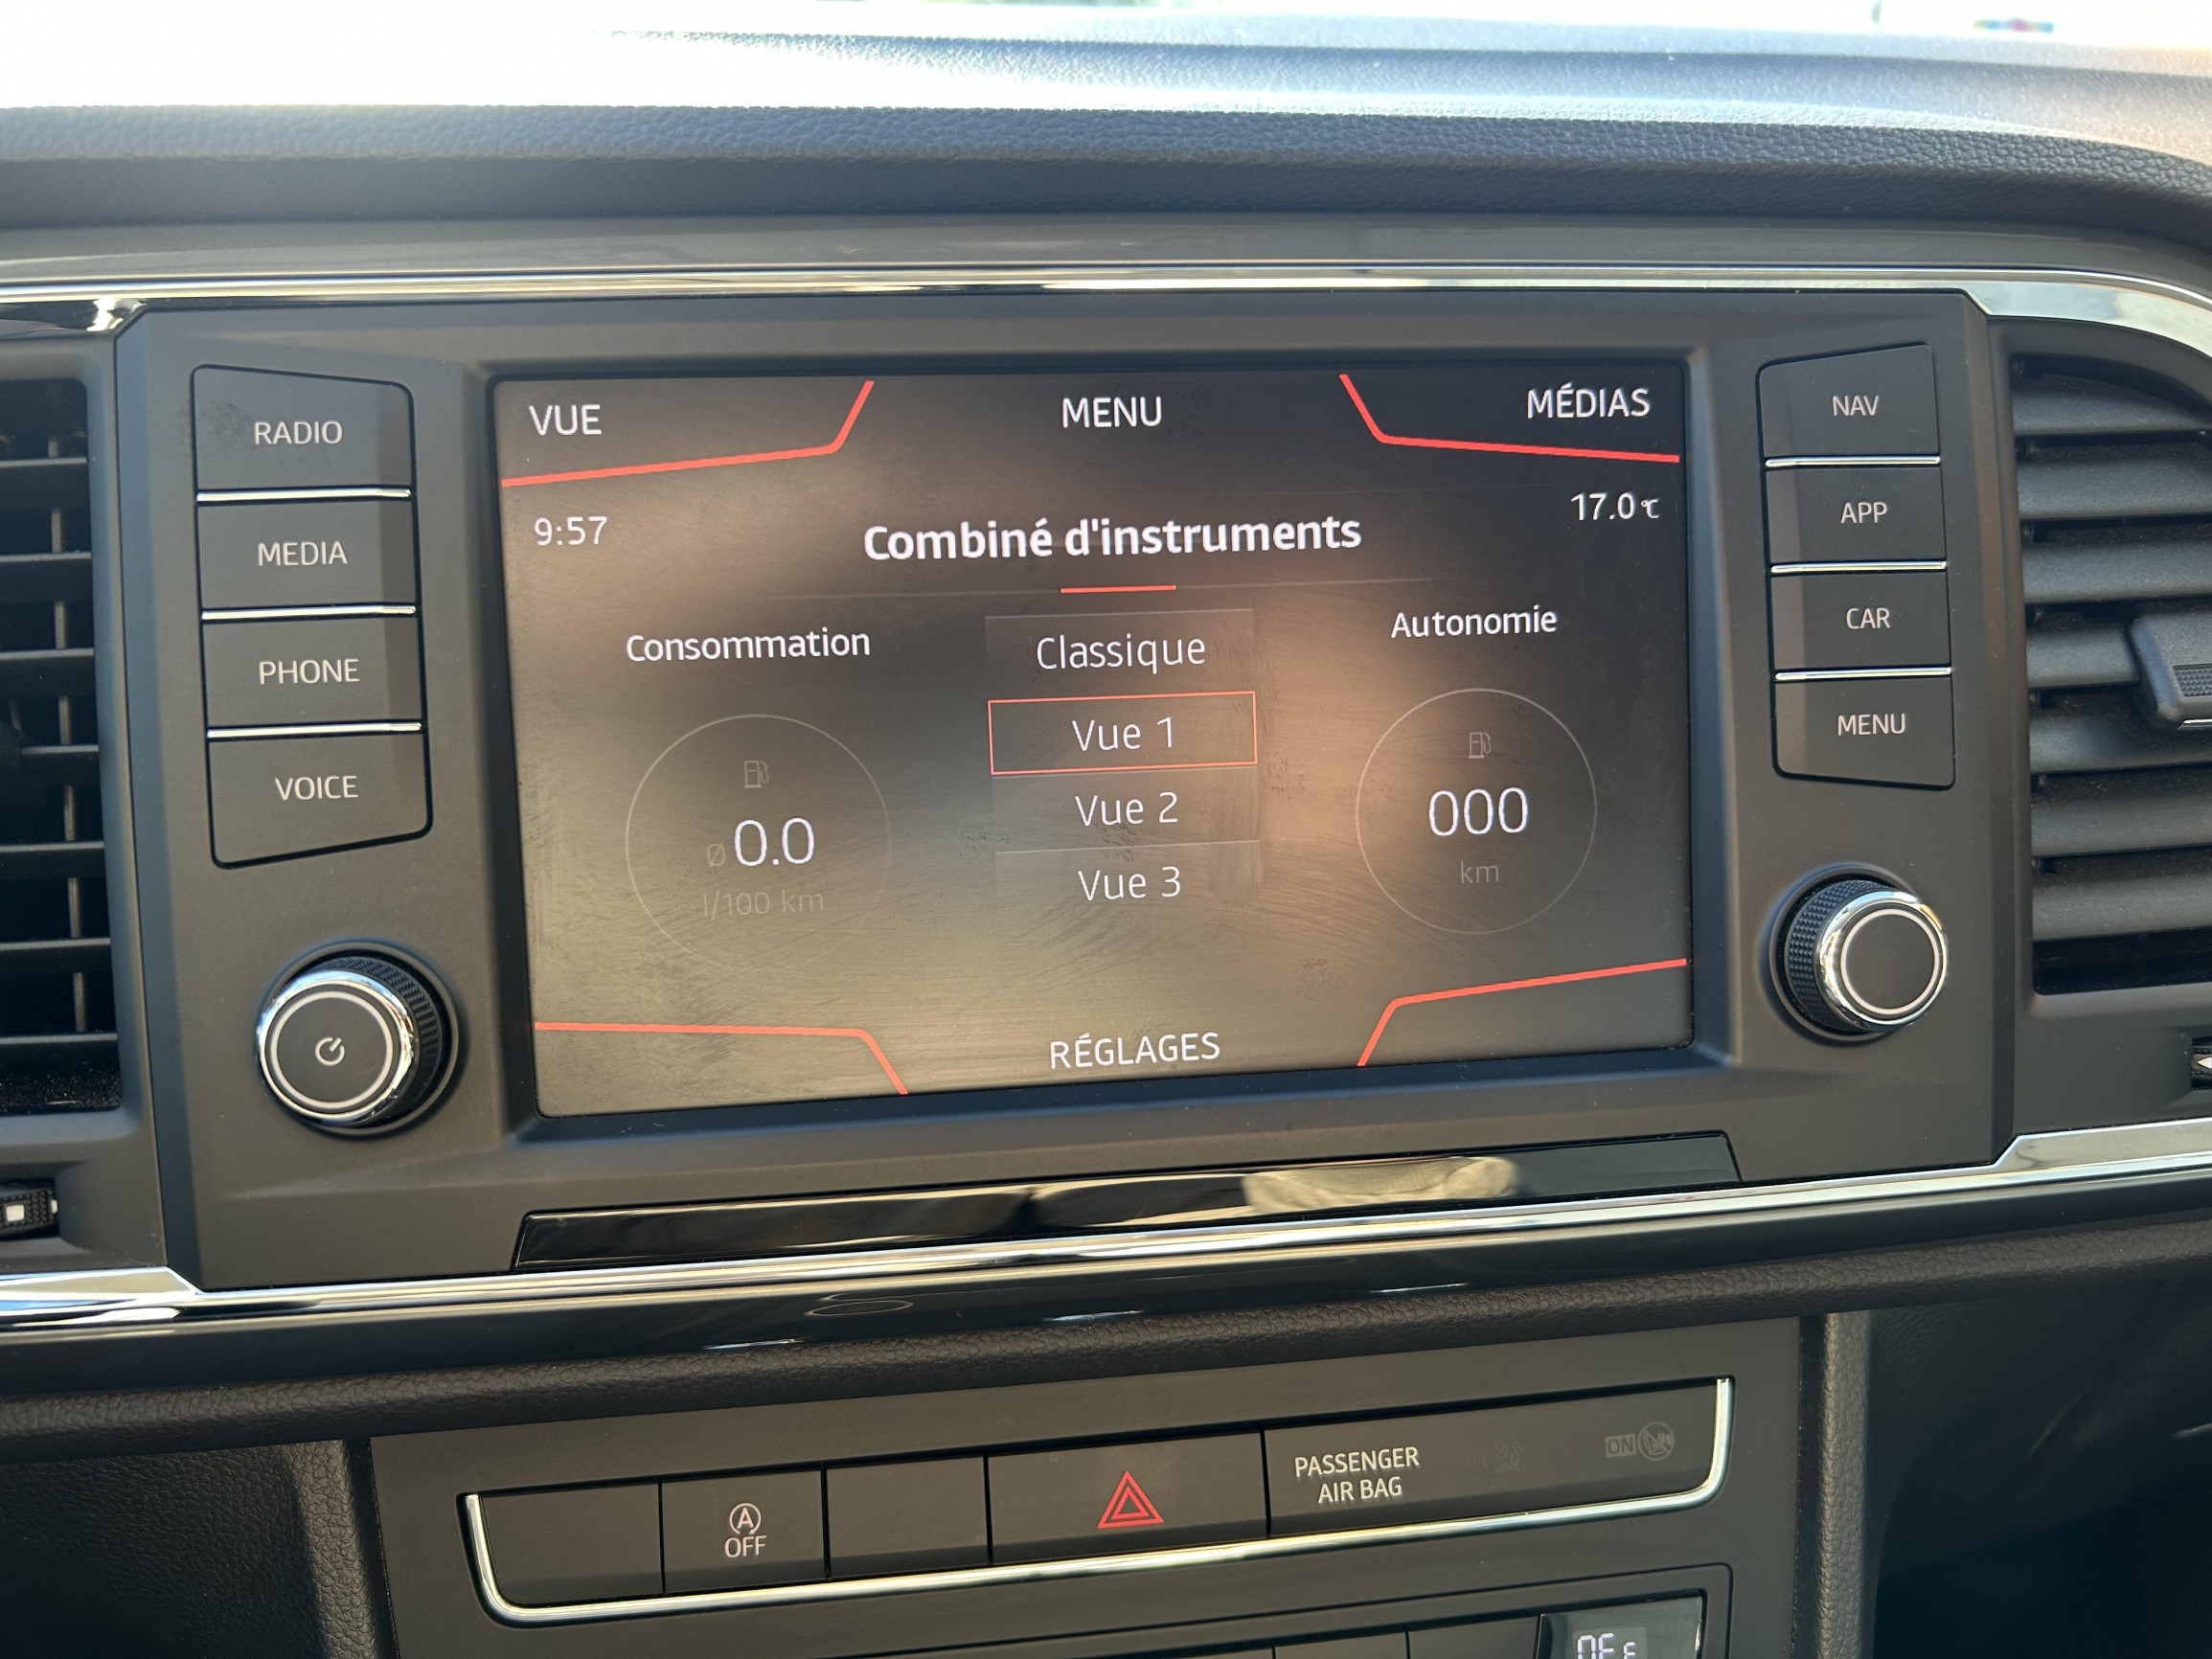 VUE
MENU
MÉDIAS
9:57
17.0 °C
Combiné d'instruments
Consommation
Classique
Autonomie
Vue 1
Vue 2
Vue 3
Ø 0.0
l/100 km
000
km
RÉGLAGES
RADIO
MEDIA
PHONE
VOICE
NAV
APP
CAR
MENU
A
OFF
PASSENGER
AIR BAG
ON